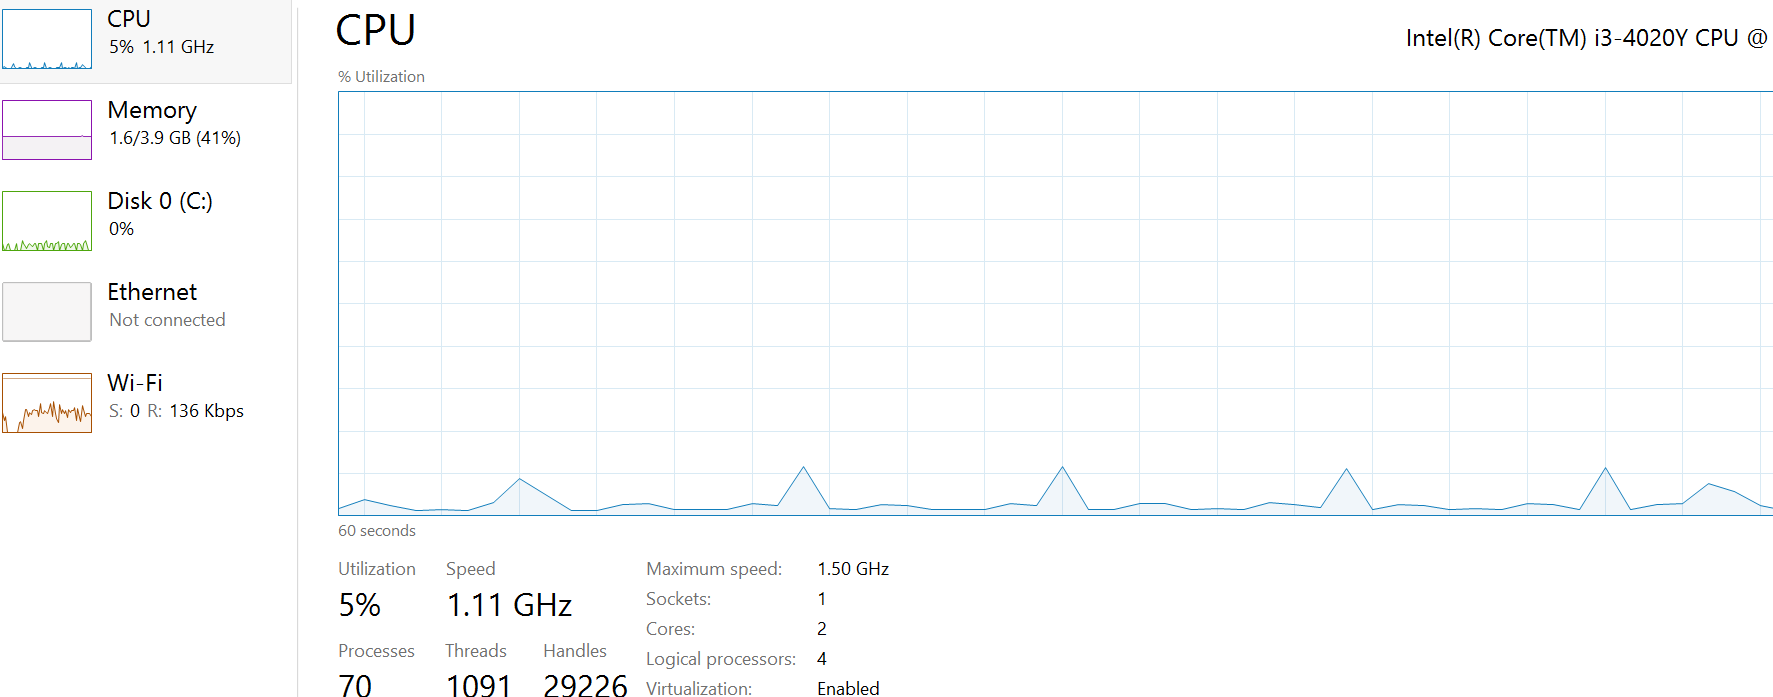 CPU
5% 1.11 GHz
Memory
1.6/3.9 GB (41%)
Disk 0 (C:)
0%
Ethernet
Not connected
Wi-Fi
S: 0 R: 136 Kbps
CPU
Intel(R) Core(TM) i3-4020Y CPU @
% Utilization
60 seconds
Utilization Speed
5% 1.11 GHz
Processes Threads Handles
70 1091 29226
Maximum speed: 1.50 GHz
Sockets: 1
Cores: 2
Logical processors: 4
Virtualization: Enabled